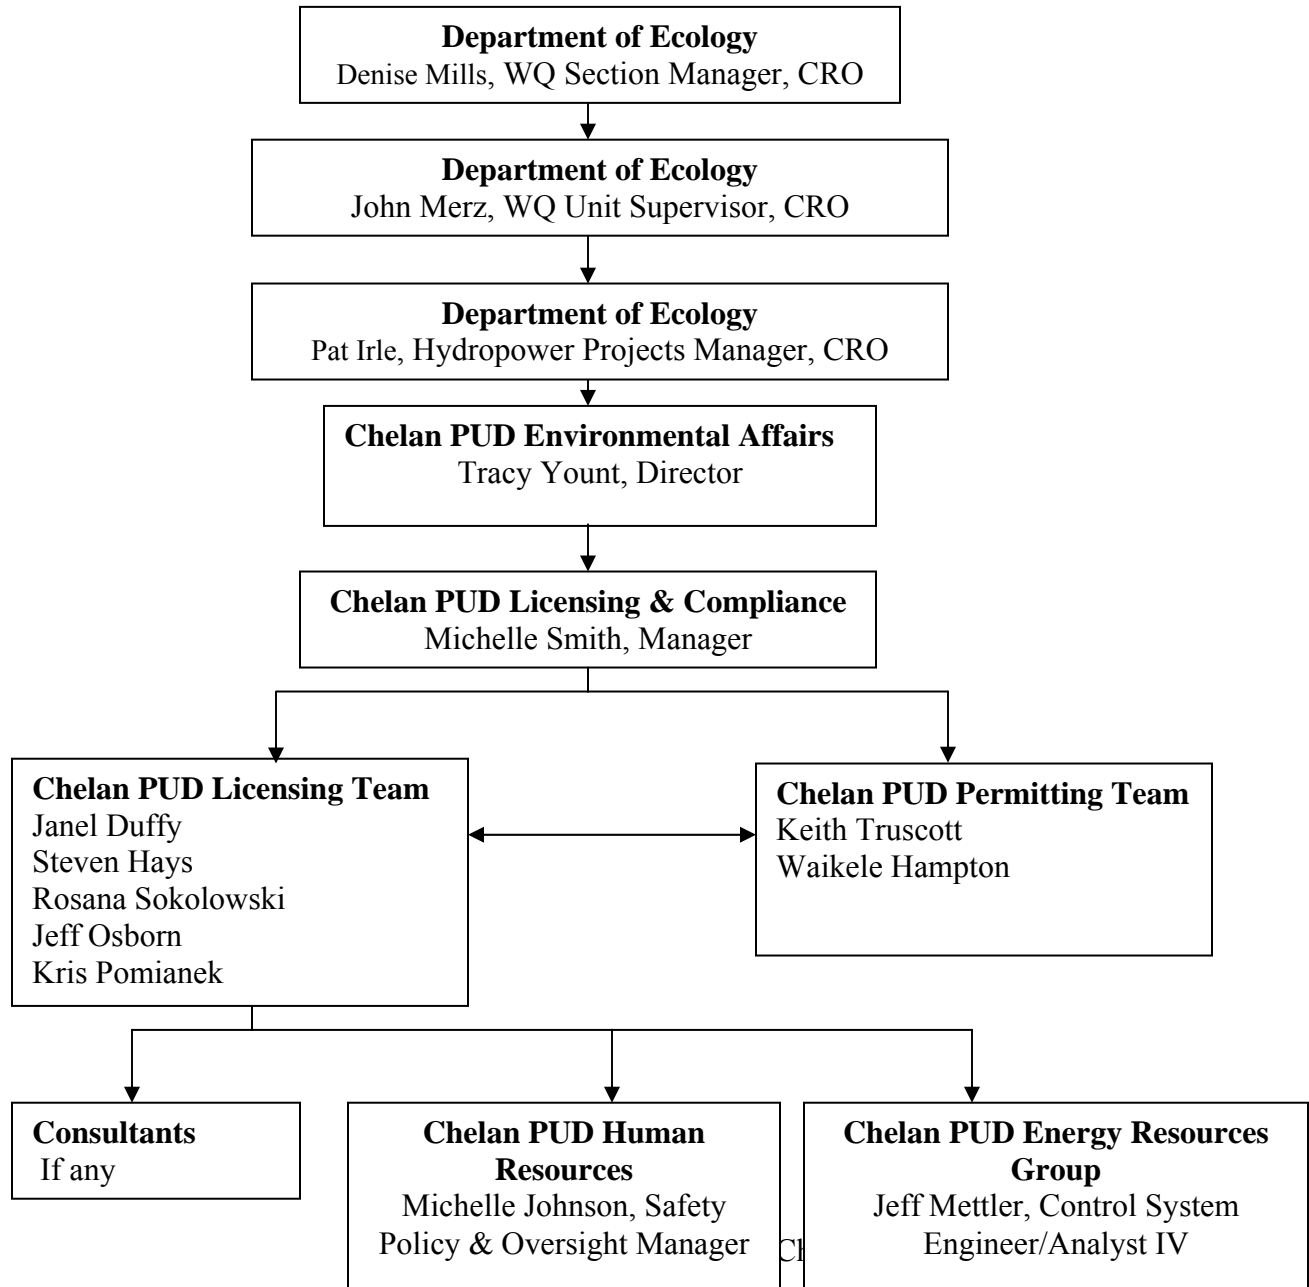 Department of Ecology
Denise Mills, WQ Section Manager, CRO
Department of Ecology
John Merz, WQ Unit Supervisor, CRO
Department of Ecology
Pat Irle, Hydropower Projects Manager, CRO
Chelan PUD Environmental Affairs
Tracy Yount, Director
Chelan PUD Licensing & Compliance
Michelle Smith, Manager
Chelan PUD Licensing Team
Janel Duffy
Steven Hays
Rosana Sokolowski
Jeff Osborn
Kris Pomianek
Chelan PUD Permitting Team
Keith Truscott
Waikele Hampton
Consultants
If any
Chelan PUD Human
Resources
Michelle Johnson, Safety
Policy & Oversight Manager
Chelan PUD Energy Resources
Group
Jeff Mettler, Control System
Engineer/Analyst IV